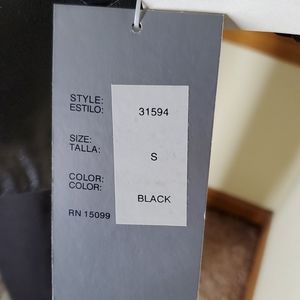 STYLE:
ESTILO: 31594
SIZE:
TALLA: S
COLOR:
COLOR: BLACK
RN 15099